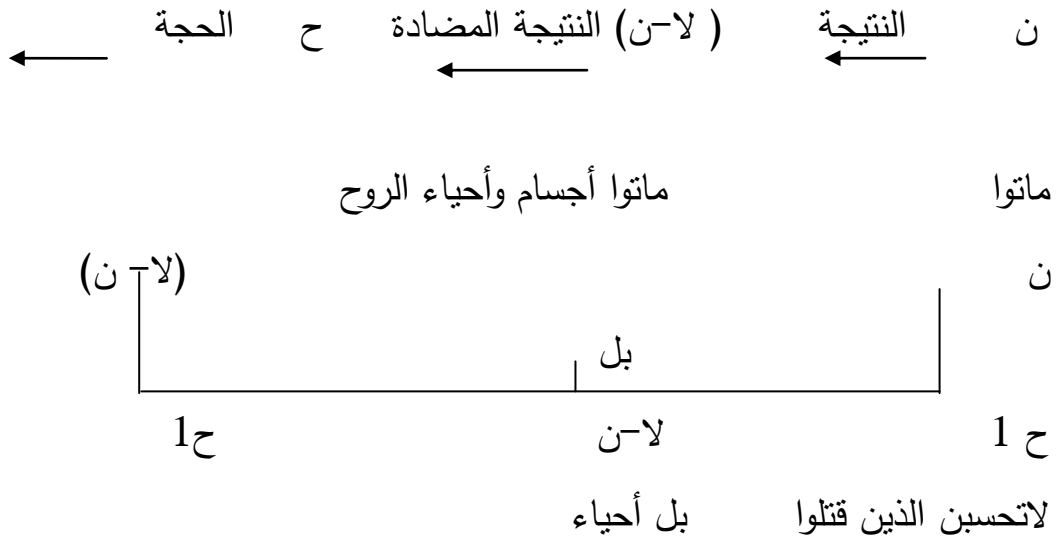 ن النتيجة ( لا–ن) النتيجة المضادة ح الحجة
ماتوا ماتوا أجسام وأحياء الروح
ن (لا– ن)
بل
ح 1 لا–ن ح1
لاتحسبن الذين قتلوا بل أحياء